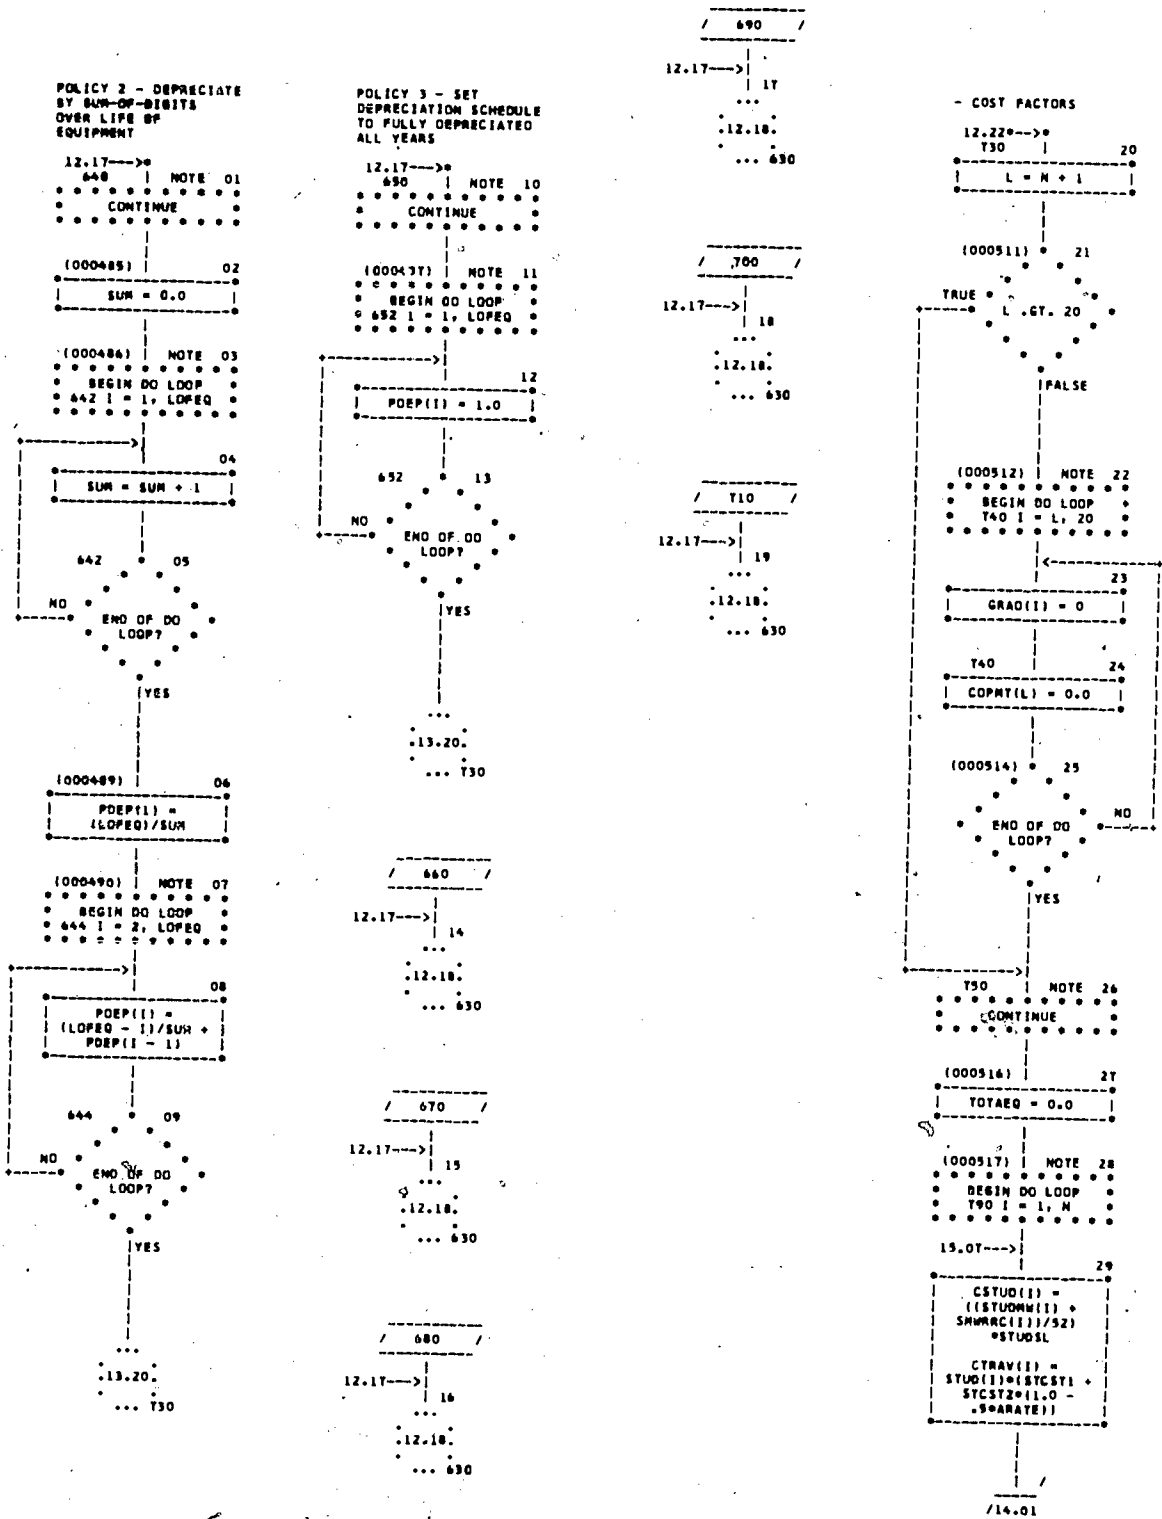 POLICY 2 - DEPRECIATE
BY SUM-OF-DIGITS
OVER LIFE OF
EQUIPMENT
12.17--->*
640 | NOTE 01
CONTINUE
(000485) 02
SUM = 0.0
(000486) | NOTE 03
BEGIN DO LOOP
642 I = 1, LOFEQ
04
SUM = SUM + 1
642 05
NO
END OF DO
LOOP?
YES
(000489) 06
PDEP(1) =
(LOFEQ)/SUM
(000490) NOTE 07
BEGIN DO LOOP
644 I = 2, LOFEQ
08
PDEP(I) =
(LOFEQ - I)/SUM +
PDEP(I - 1)
644 09
NO
END OF DO
LOOP?
YES
.13.20.
... 730
POLICY 3 - SET
DEPRECIATION SCHEDULE
TO FULLY DEPRECIATED
ALL YEARS
12.17--->*
650 | NOTE 10
CONTINUE
(000497) | NOTE 11
BEGIN DO LOOP
652 I = 1, LOFEQ
12
PDEP(I) = 1.0
652 13
NO
END OF DO
LOOP?
YES
.13.20.
... 730
/ 660 /
12.17--->|
14
.12.18.
... 630
/ 670 /
12.17--->|
15
.12.18.
... 630
/ 680 /
12.17--->|
16
.12.18.
... 630
/ 690 /
12.17--->|
17
.12.18.
... 630
/ 700 /
12.17--->|
18
.12.18.
... 630
/ 710 /
12.17--->|
19
.12.18.
... 630
- COST FACTORS
12.22*-->*
730 | 20
L = N + 1
(000511) 21
TRUE
L .GT. 20
FALSE
(000512) NOTE 22
BEGIN DO LOOP
740 I = L, 20
23
GRAD(I) = 0
740 24
COPMT(L) = 0.0
(000514) 25
NO
END OF DO
LOOP?
YES
750 NOTE 26
CONTINUE
(000516) 27
TOTAEQ = 0.0
(000517) | NOTE 28
BEGIN DO LOOP
790 I = 1, N
15.07--->|
29
CSTUD(I) =
((STUDMW(I) +
SMWRRC(I))/52)
*STUDSL
CTRAV(I) =
STUD(I)*(STCST1 +
STCST2*(1.0 -
.5*ARATE))
/14.01